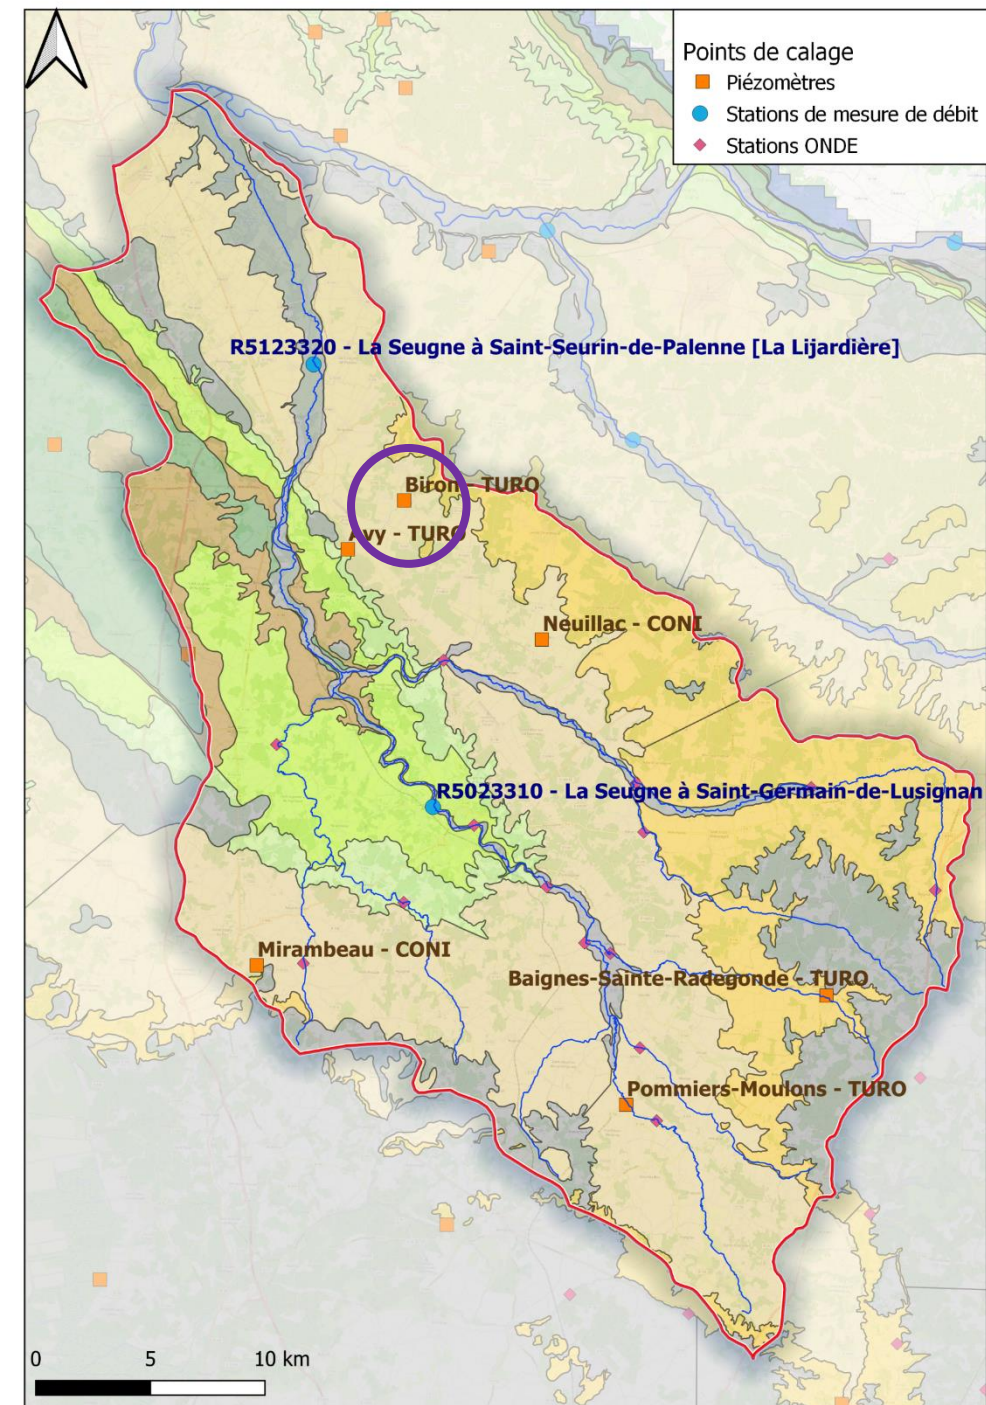 Points de calage
Piézomètres
Stations de mesure de débit
Stations ONDE
R5123320 - La Seugne à Saint-Seurin-de-Palenne [La Lijardière]
Biron - TURO
Avy - TURO
Neuillac - CONI
R5023310 - La Seugne à Saint-Germain-de-Lusignan
Mirambeau - CONI
Baignes-Sainte-Radegonde - TURO
Pommiers-Moulons - TURO
0 5 10 km